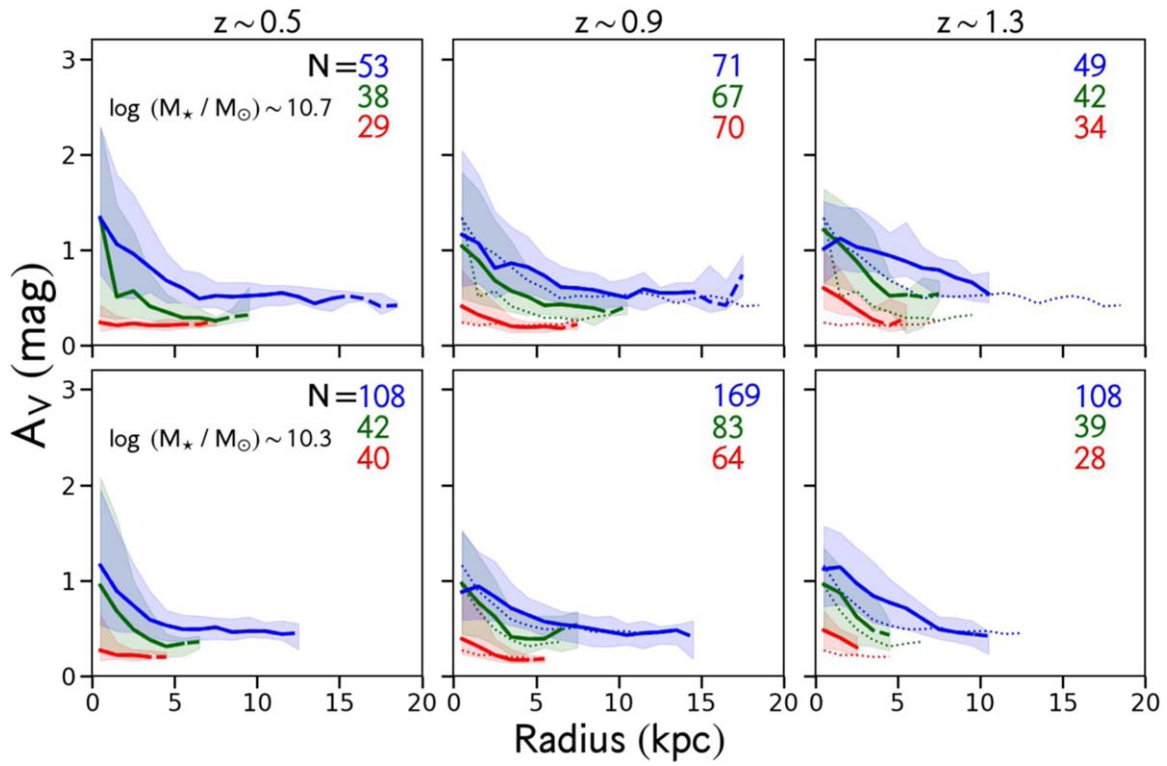 z ~ 0.5 z ~ 0.9 z ~ 1.3
3 N =53 71 49
log (M⋆ / M⊙) ~ 10.7 38 67 42
29 70 34
2
1
0
3 N =108 169 108
log (M⋆ / M⊙) ~ 10.3 42 83 39
40 64 28
2
1
0
0 5 10 15 20 0 5 10 15 20 0 5 10 15 20
Av (mag)
Radius (kpc)